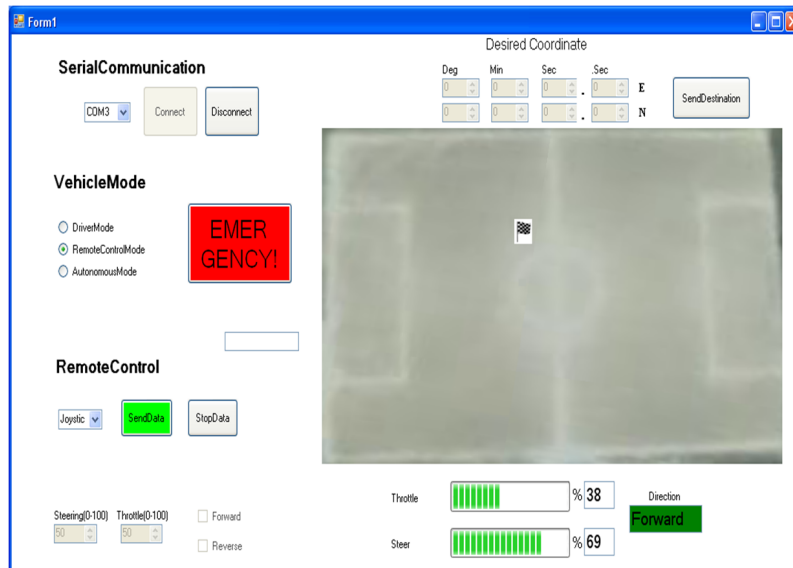 Form1
Desired Coordinate
SerialCommunication
Deg Min Sec .Sec
COM3 Connect Disconnect
0 0 . 0 0 E
SendDestination
0 0 . 0 0 N
VehicleMode
DriverMode
RemoteControlMode
AutonomousMode
EMER
GENCY!
RemoteControl
Joystic SendData StopData
Steering(0-100) Throttle(0-100)
50 50
Forward
Reverse
Throttle % 38
Direction
Forward
Steer % 69